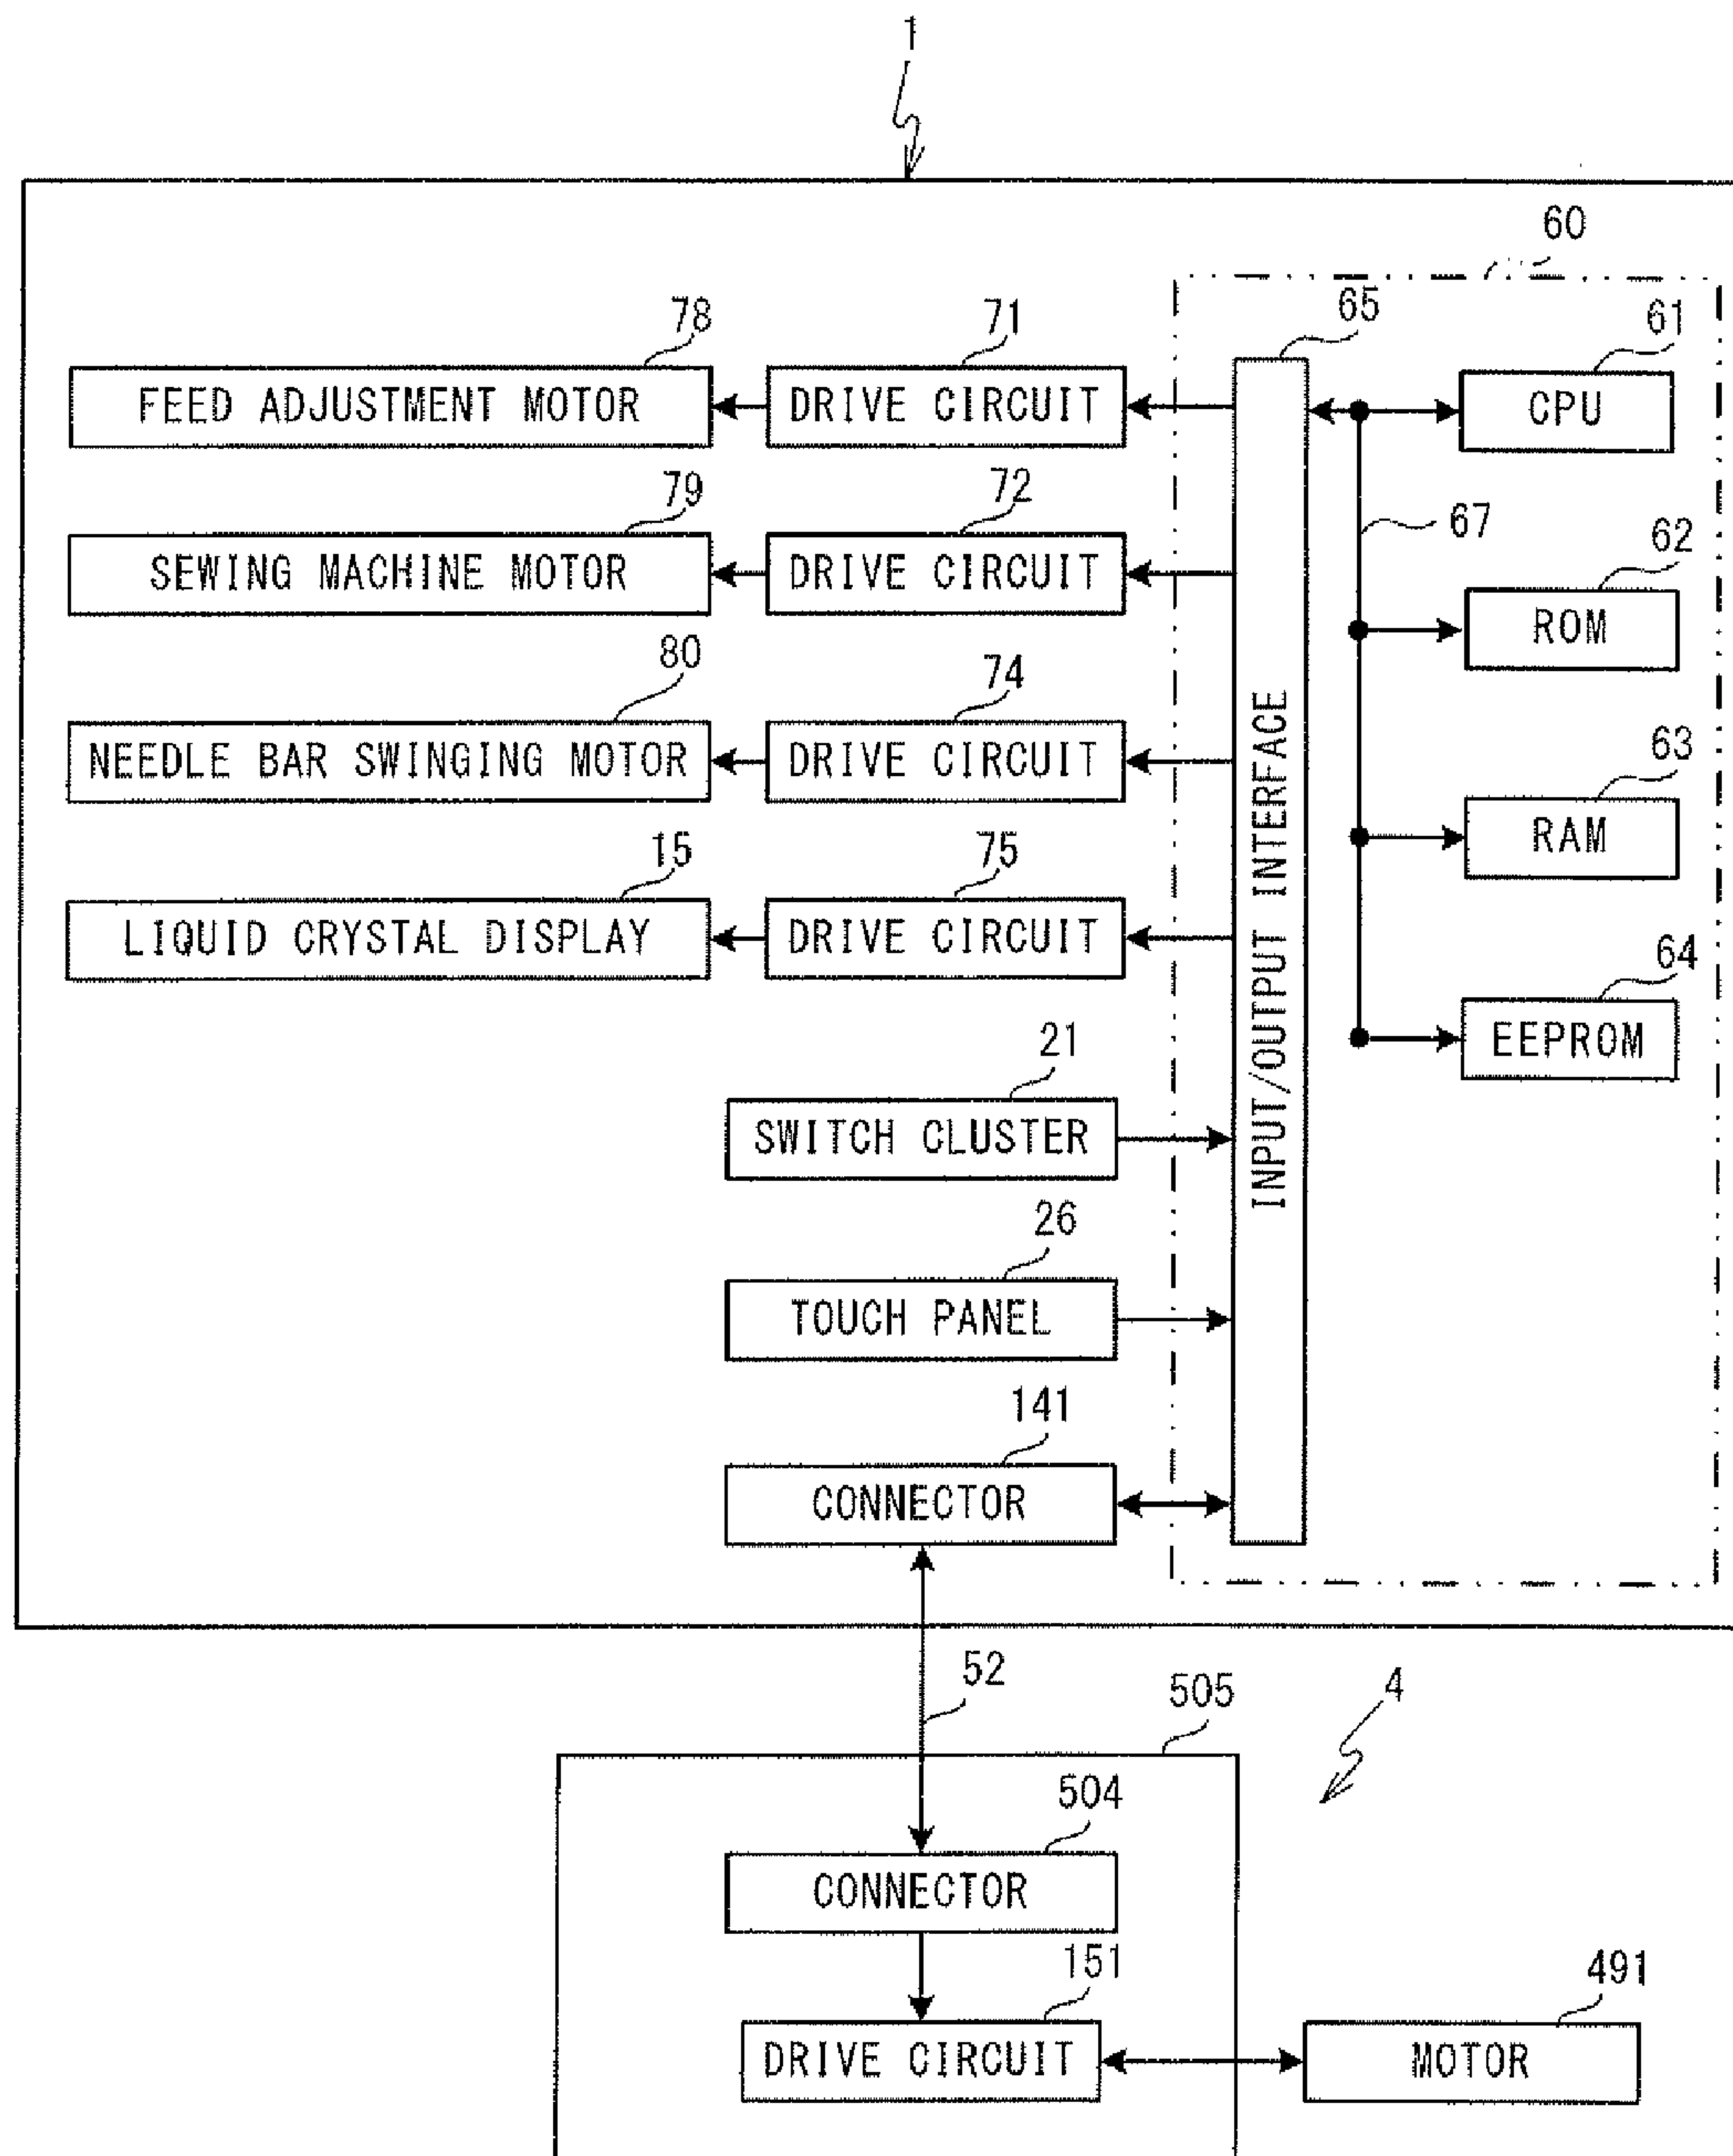 1
60
78
71
65
61
FEED ADJUSTMENT MOTOR
DRIVE CIRCUIT
CPU
79
72
67
62
SEWING MACHINE MOTOR
DRIVE CIRCUIT
ROM
80
74
63
NEEDLE BAR SWINGING MOTOR
DRIVE CIRCUIT
RAM
15
75
LIQUID CRYSTAL DISPLAY
DRIVE CIRCUIT
INPUT/OUTPUT INTERFACE
64
EEPROM
21
SWITCH CLUSTER
26
TOUCH PANEL
141
CONNECTOR
52
505
4
504
CONNECTOR
151
491
DRIVE CIRCUIT
MOTOR